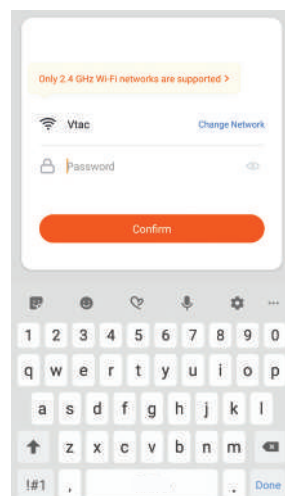 Only 2.4 GHz Wi-Fi networks are supported >
Vtac Change Network
Password
Confirm
1 2 3 4 5 6 7 8 9 0
q w e r t y u i o p
a s d f g h j k l
z x c v b n m
!#1 , . Done